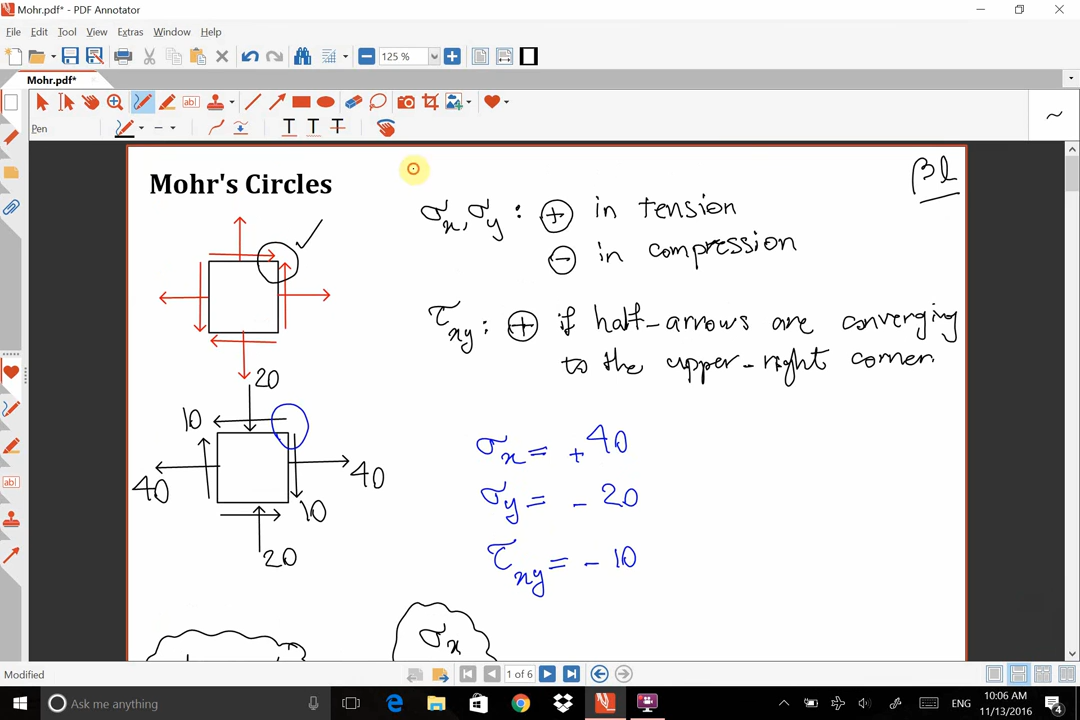 Mohr.pdf* - PDF Annotator
File Edit Tool View Extras Window Help
125 %
Mohr.pdf*
Pen
Mohr's Circles
βl
σx, σy : + in tension
- in compression
τxy : + if half-arrows are converging
to the upper-right corner.
20
10
40
40
10
20
σx = +40
σy = - 20
τxy = - 10
σx
Modified
1 of 6
Ask me anything
ENG
10:06 AM
11/13/2016
4